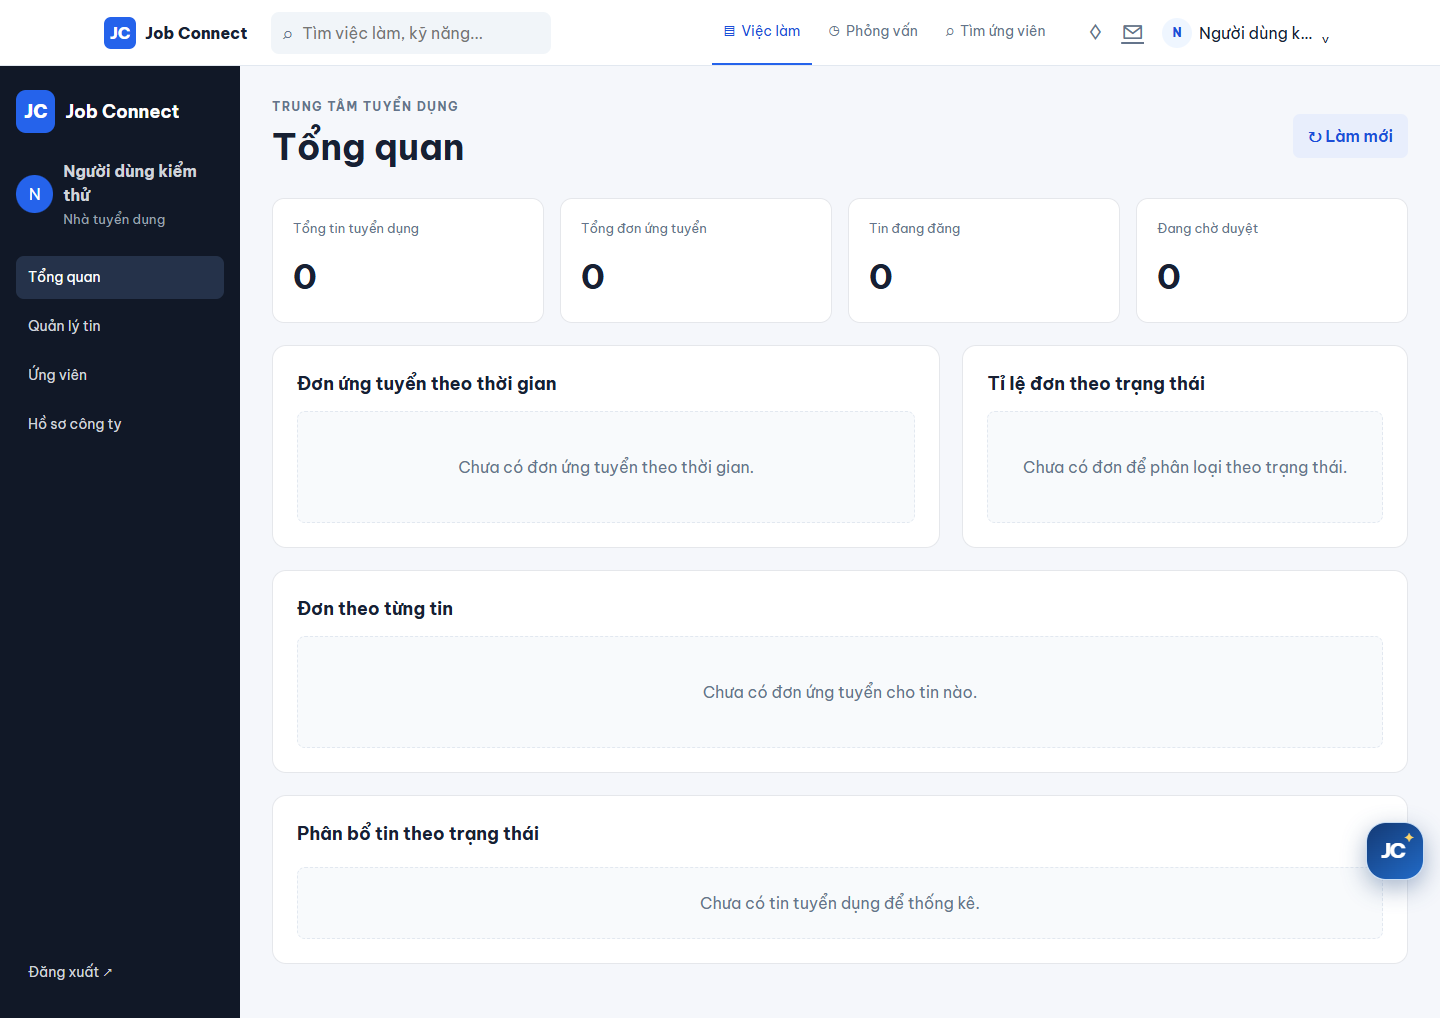 JC Job Connect
Tìm việc làm, kỹ năng...
Việc làm
Phỏng vấn
Tìm ứng viên
N Người dùng k...
JC Job Connect
N
Người dùng kiểm
thử
Nhà tuyển dụng
Tổng quan
Quản lý tin
Ứng viên
Hồ sơ công ty
Đăng xuất ↗
TRUNG TÂM TUYỂN DỤNG
Tổng quan
↻ Làm mới
Tổng tin tuyển dụng
0
Tổng đơn ứng tuyển
0
Tin đang đăng
0
Đang chờ duyệt
0
Đơn ứng tuyển theo thời gian
Chưa có đơn ứng tuyển theo thời gian.
Tỉ lệ đơn theo trạng thái
Chưa có đơn để phân loại theo trạng thái.
Đơn theo từng tin
Chưa có đơn ứng tuyển cho tin nào.
Phân bổ tin theo trạng thái
Chưa có tin tuyển dụng để thống kê.
JC